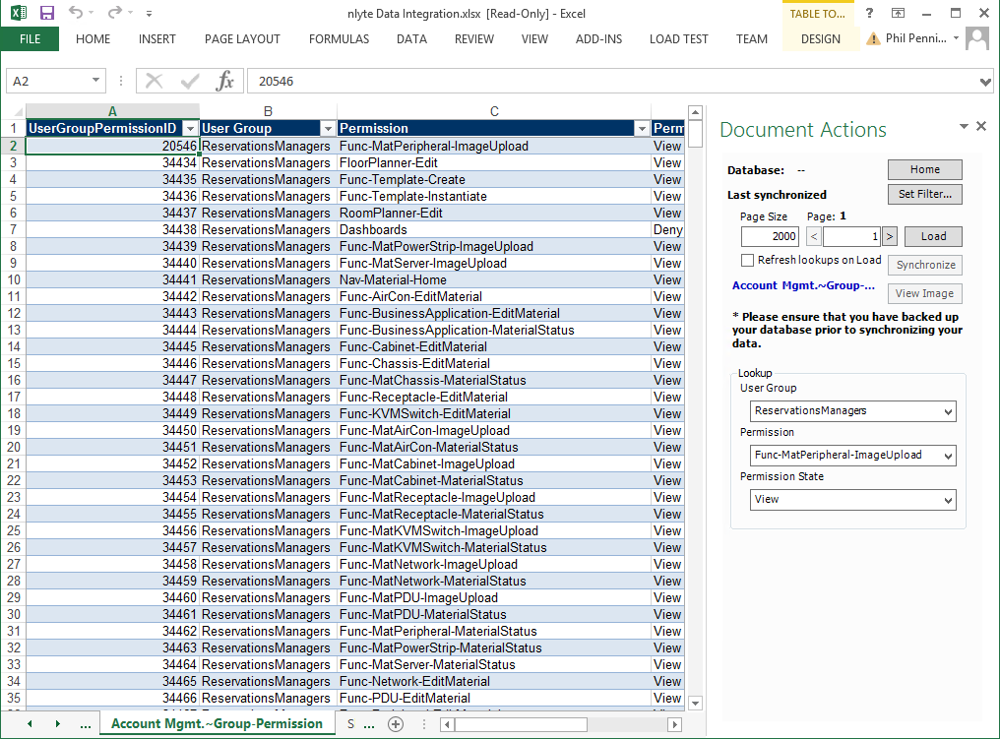 nlyte Data Integration.xlsx [Read-Only] - Excel
TABLE TO...
?
FILE HOME INSERT PAGE LAYOUT FORMULAS DATA REVIEW VIEW ADD-INS LOAD TEST TEAM DESIGN Phil Penni...
A2 fx 20546
A B C
1 UserGroupPermissionID User Group Permission Perm
2 20546 ReservationsManagers Func-MatPeripheral-ImageUpload View
3 34434 ReservationsManagers FloorPlanner-Edit View
4 34435 ReservationsManagers Func-Template-Create View
5 34436 ReservationsManagers Func-Template-Instantiate View
6 34437 ReservationsManagers RoomPlanner-Edit View
7 34438 ReservationsManagers Dashboards Deny
8 34439 ReservationsManagers Func-MatPowerStrip-ImageUpload View
9 34440 ReservationsManagers Func-MatServer-ImageUpload View
10 34441 ReservationsManagers Nav-Material-Home View
11 34442 ReservationsManagers Func-AirCon-EditMaterial View
12 34443 ReservationsManagers Func-BusinessApplication-EditMaterial View
13 34444 ReservationsManagers Func-BusinessApplication-MaterialStatus View
14 34445 ReservationsManagers Func-Cabinet-EditMaterial View
15 34446 ReservationsManagers Func-Chassis-EditMaterial View
16 34447 ReservationsManagers Func-MatChassis-MaterialStatus View
17 34448 ReservationsManagers Func-Receptacle-EditMaterial View
18 34449 ReservationsManagers Func-KVMSwitch-EditMaterial View
19 34450 ReservationsManagers Func-MatAirCon-ImageUpload View
20 34451 ReservationsManagers Func-MatAirCon-MaterialStatus View
21 34452 ReservationsManagers Func-MatCabinet-ImageUpload View
22 34453 ReservationsManagers Func-MatCabinet-MaterialStatus View
23 34454 ReservationsManagers Func-MatReceptacle-ImageUpload View
24 34455 ReservationsManagers Func-MatReceptacle-MaterialStatus View
25 34456 ReservationsManagers Func-MatKVMSwitch-ImageUpload View
26 34457 ReservationsManagers Func-MatKVMSwitch-MaterialStatus View
27 34458 ReservationsManagers Func-MatNetwork-ImageUpload View
28 34459 ReservationsManagers Func-MatNetwork-MaterialStatus View
29 34460 ReservationsManagers Func-MatPDU-ImageUpload View
30 34461 ReservationsManagers Func-MatPDU-MaterialStatus View
31 34462 ReservationsManagers Func-MatPeripheral-MaterialStatus View
32 34463 ReservationsManagers Func-MatPowerStrip-MaterialStatus View
33 34464 ReservationsManagers Func-MatServer-MaterialStatus View
34 34465 ReservationsManagers Func-Network-EditMaterial View
35 34466 ReservationsManagers Func-PDU-EditMaterial View
... Account Mgmt.~Group-Permission S ...
Document Actions
Database: -- Home
Last synchronized Set Filter...
Page Size Page: 1
2000 < 1 > Load
Refresh lookups on Load Synchronize
Account Mgmt.~Group-... View Image
* Please ensure that you have backed up
your database prior to synchronizing your
data.
Lookup
User Group
ReservationsManagers
Permission
Func-MatPeripheral-ImageUpload
Permission State
View